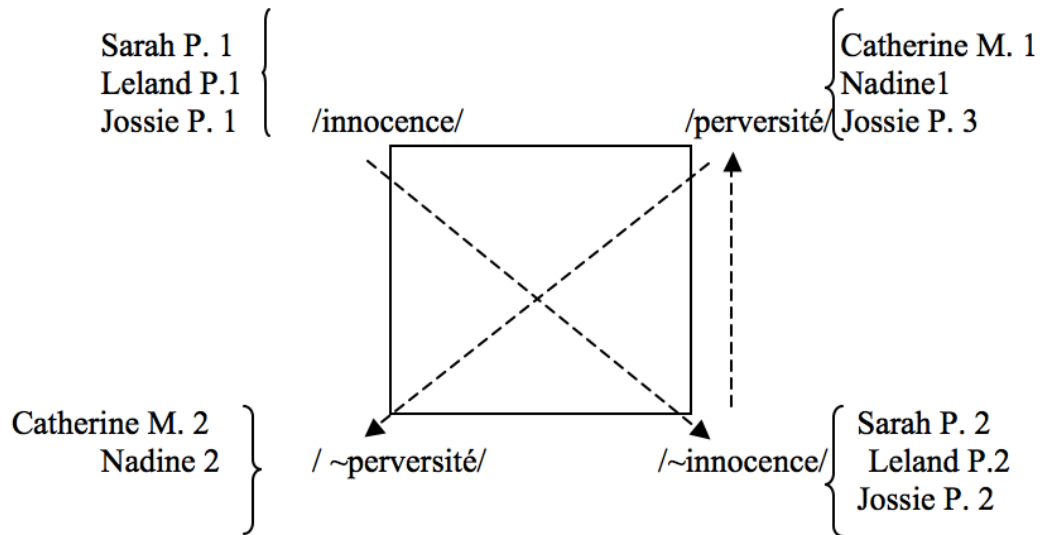 Sarah P. 1
Leland P.1
Jossie P. 1
/innocence/
/perversité/
Catherine M. 1
Nadine1
Jossie P. 3
Catherine M. 2
Nadine 2
/ ~perversité/
/~innocence/
Sarah P. 2
Leland P.2
Jossie P. 2